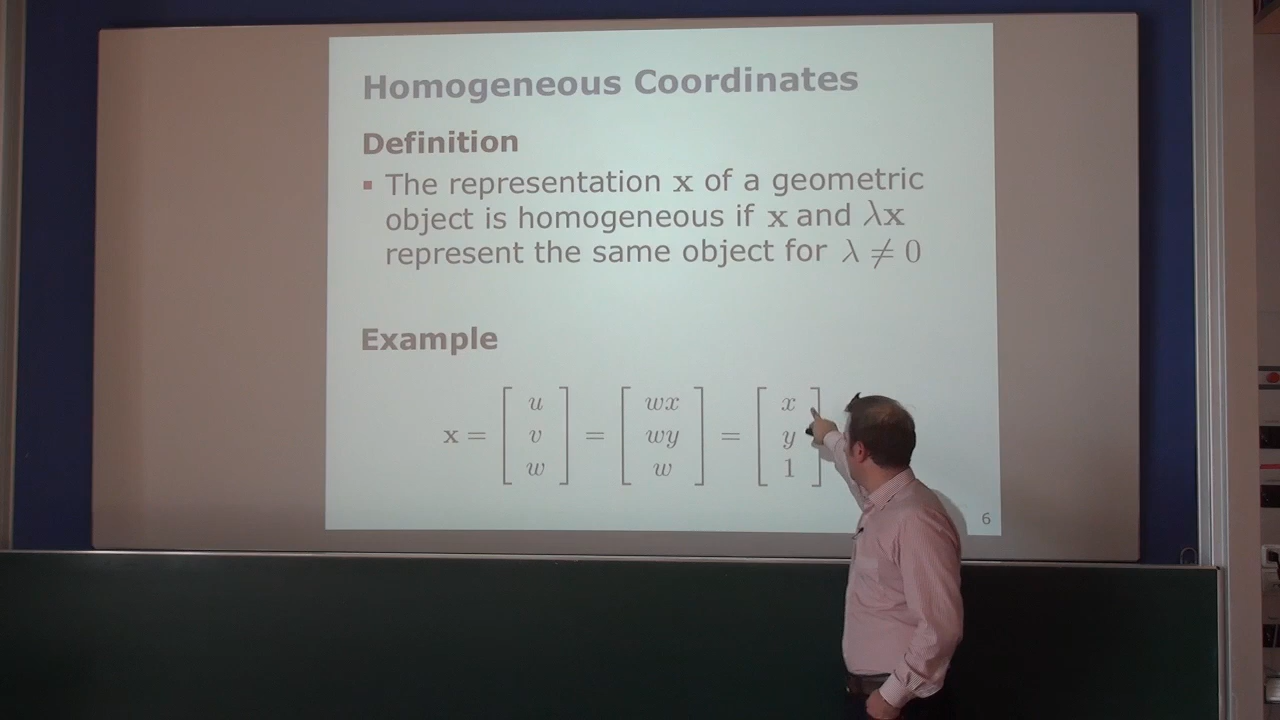 Homogeneous Coordinates
Definition
▪ The representation x of a geometric
object is homogeneous if x and λx
represent the same object for λ ≠ 0
Example
x = [u v w] = [wx wy w] = [x y 1]
6